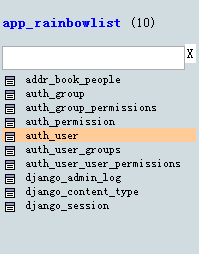 app_rainbowlist (10)
X
addr_book_people
auth_group
auth_group_permissions
auth_permission
auth_user
auth_user_groups
auth_user_user_permissions
django_admin_log
django_content_type
django_session